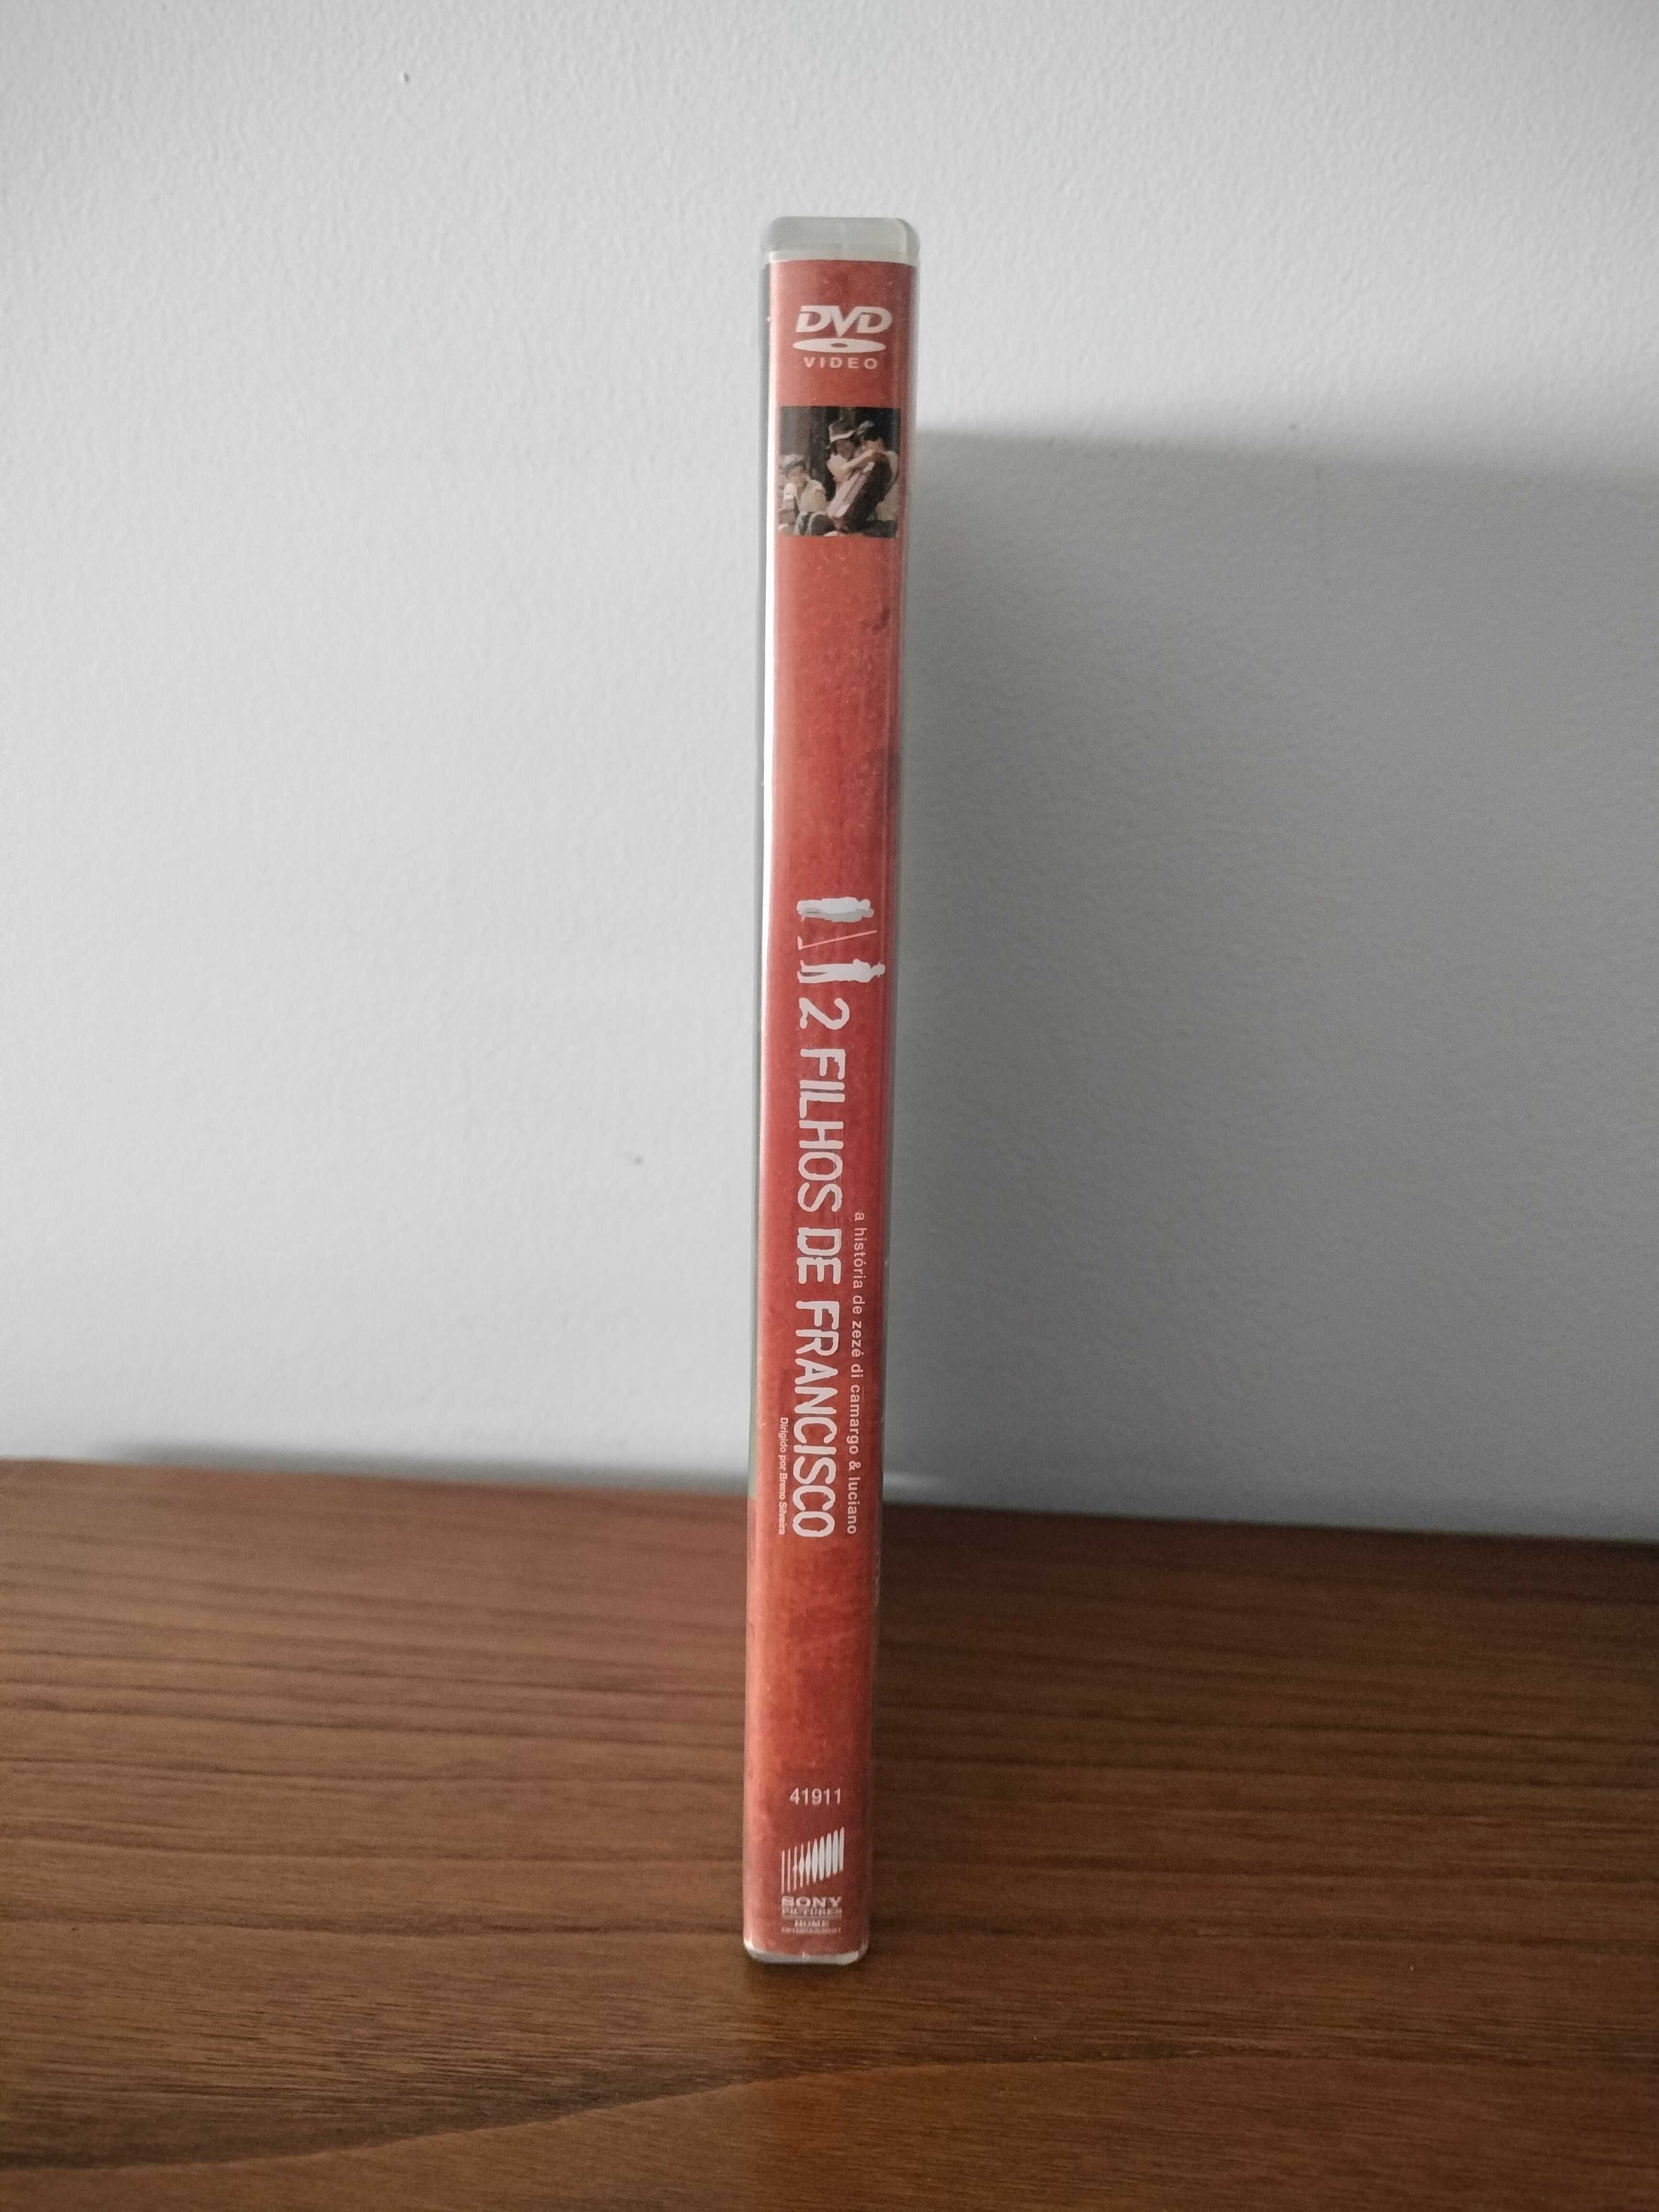 DVD
VIDEO
a história de zezé di camargo & luciano
2 FILHOS DE FRANCISCO
Dirigido por Breno Silveira
41911
SONY
PICTURES
HOME
ENTERTAINMENT